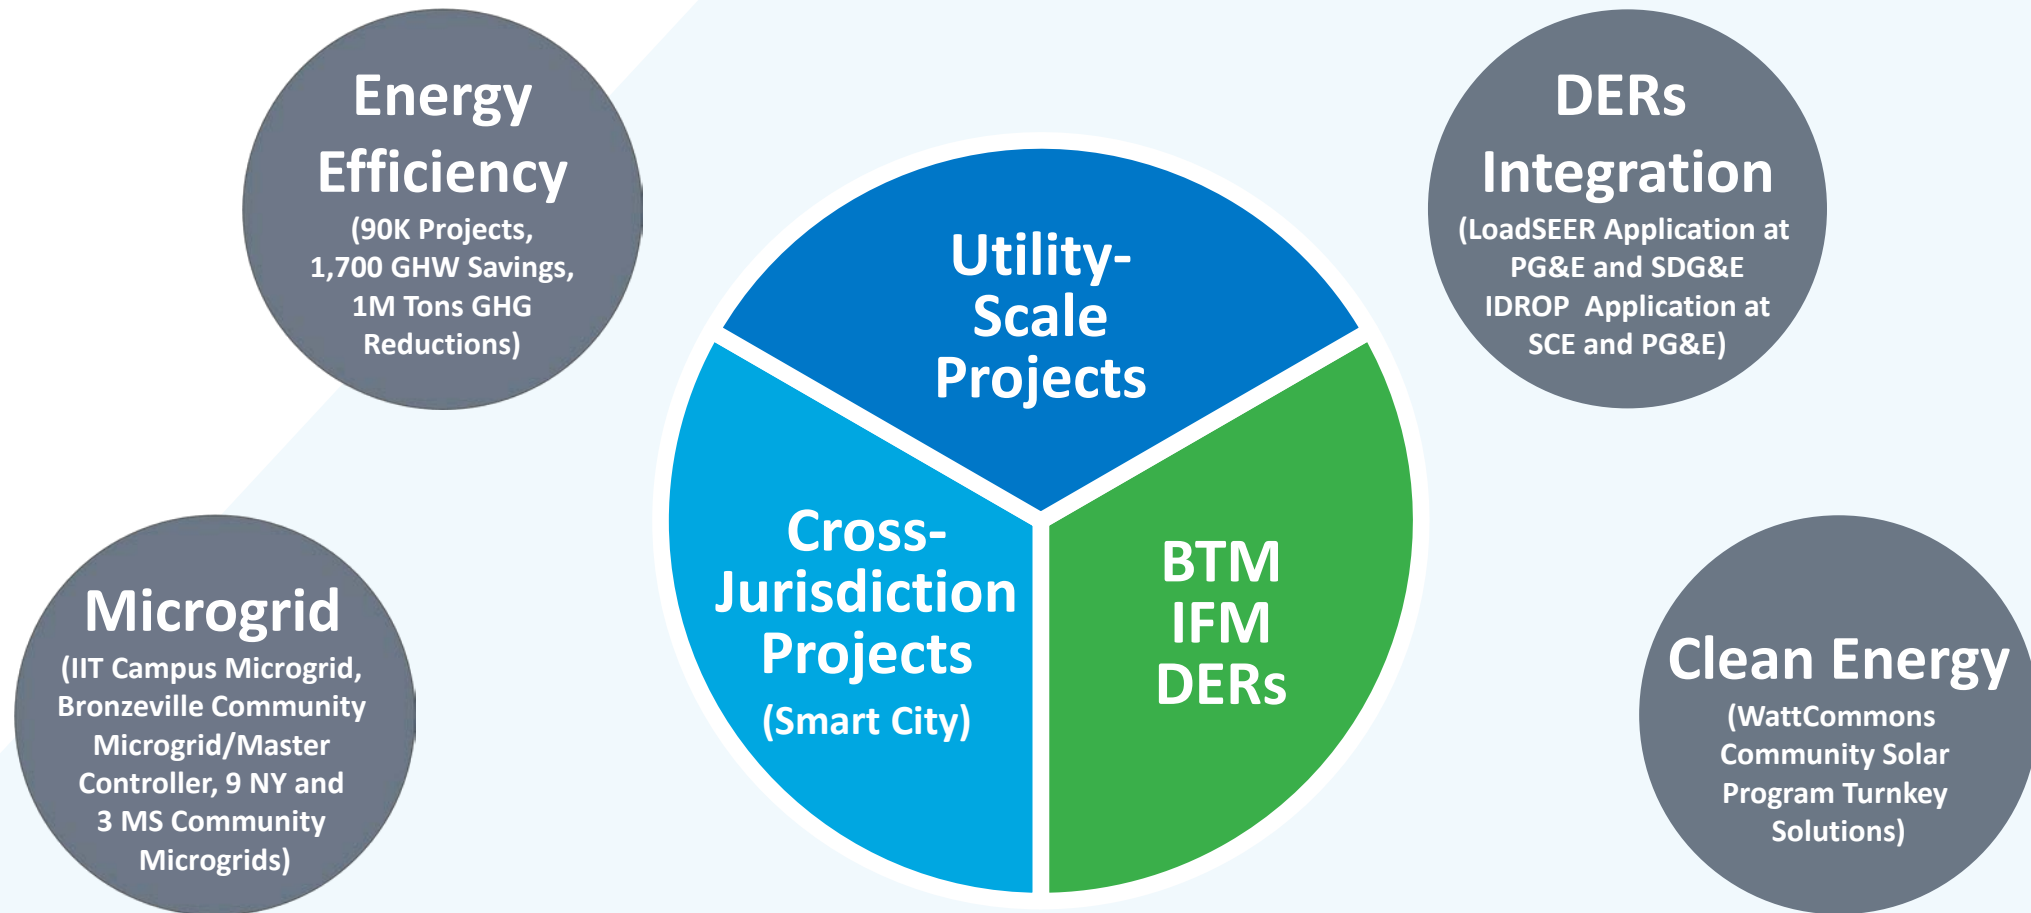 Energy
Efficiency
(90K Projects,
1,700 GHW Savings,
1M Tons GHG
Reductions)
DERs
Integration
(LoadSEER Application at
PG&E and SDG&E
IDROP  Application at
SCE and PG&E)
Utility-
Scale
Projects
Cross-
Jurisdiction
Projects
(Smart City)
BTM
IFM
DERs
Microgrid
(IIT Campus Microgrid,
Bronzeville Community
Microgrid/Master
Controller, 9 NY and
3 MS Community
Microgrids)
Clean Energy
(WattCommons
Community Solar
Program Turnkey
Solutions)